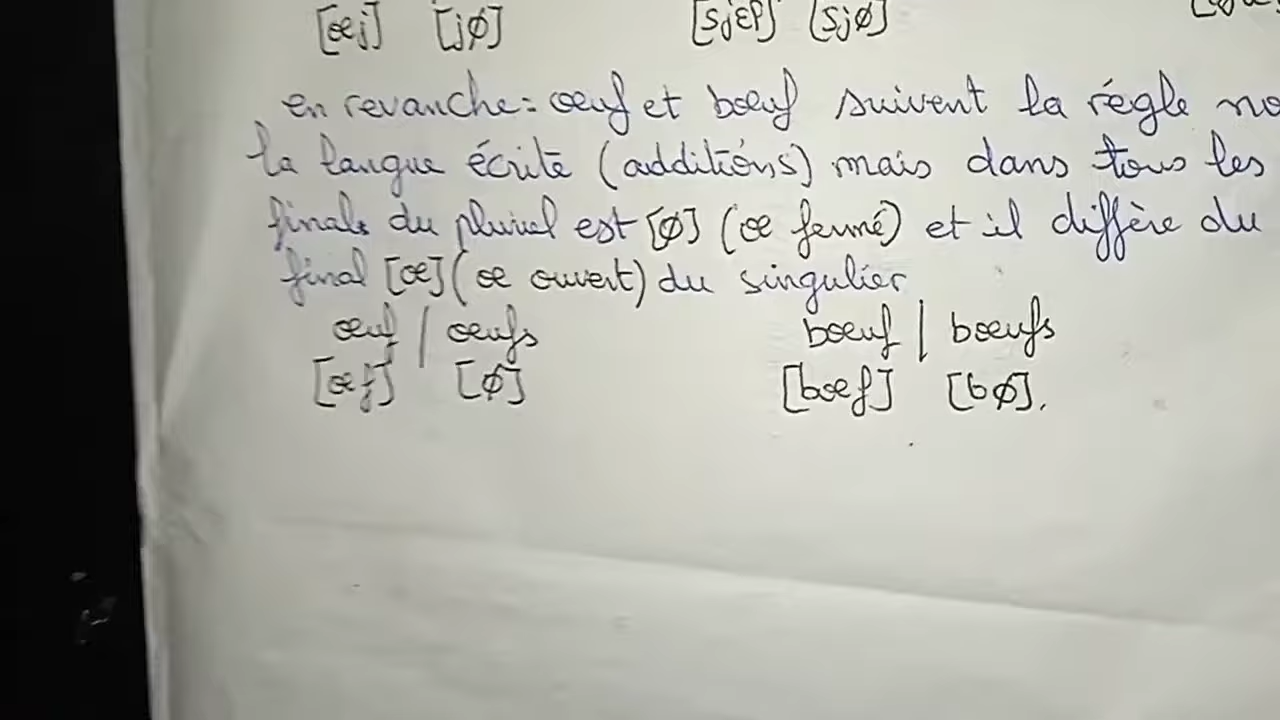 [œj] [jø] [sjɛl] [sjø]
en revanche : œuf et bœuf suivent la règle no
la langue écrite (additions) mais dans tous les
finale du pluriel est [ø] (œ fermé) et il diffère du
final [œ] (œ ouvert) du singulier
œuf | œufs bœuf | bœufs
[œf] [ø] [bœf] [bø].